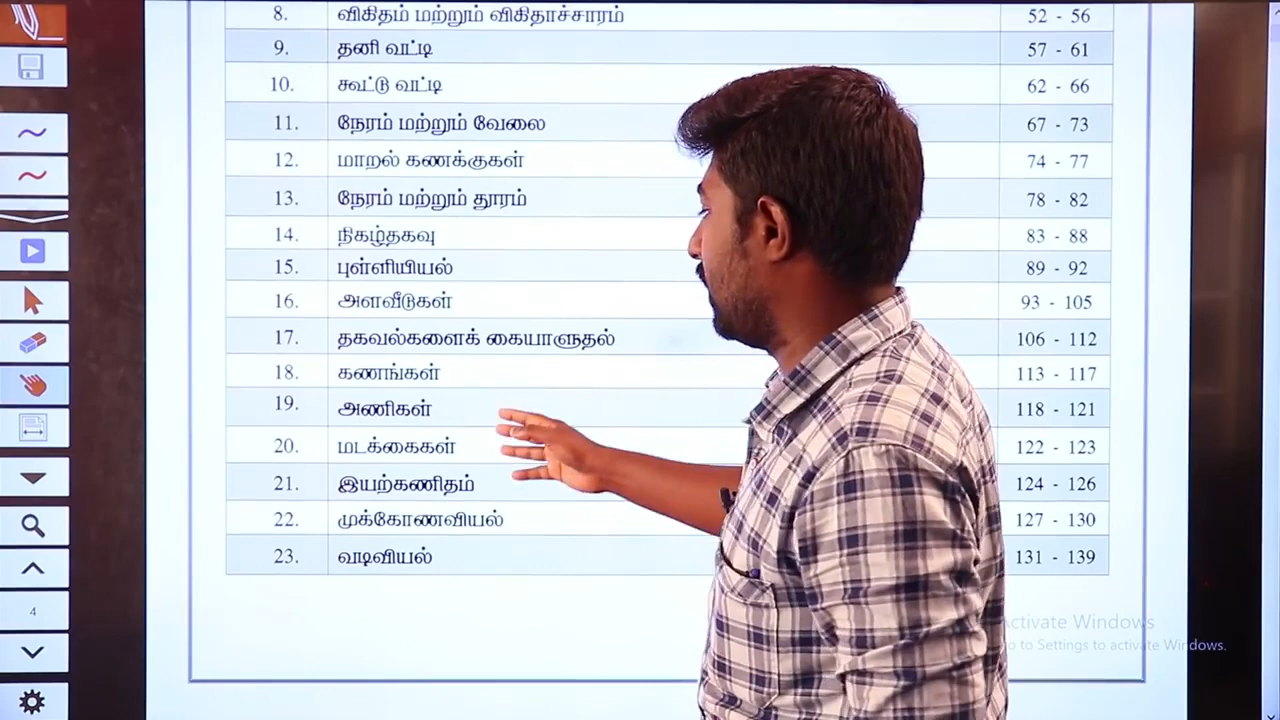 8. விகிதம் மற்றும் விகிதாச்சாரம் 52 - 56
9. தனி வட்டி 57 - 61
10. கூட்டு வட்டி 62 - 66
11. நேரம் மற்றும் வேலை 67 - 73
12. மாறல் கணக்குகள் 74 - 77
13. நேரம் மற்றும் தூரம் 78 - 82
14. நிகழ்தகவு 83 - 88
15. புள்ளியியல் 89 - 92
16. அளவீடுகள் 93 - 105
17. தகவல்களைக் கையாளுதல் 106 - 112
18. கணங்கள் 113 - 117
19. அணிகள் 118 - 121
20. மடக்கைகள் 122 - 123
21. இயற்கணிதம் 124 - 126
22. முக்கோணவியல் 127 - 130
23. வடிவியல் 131 - 139
4
Activate Windows
to Settings to activate Windows.